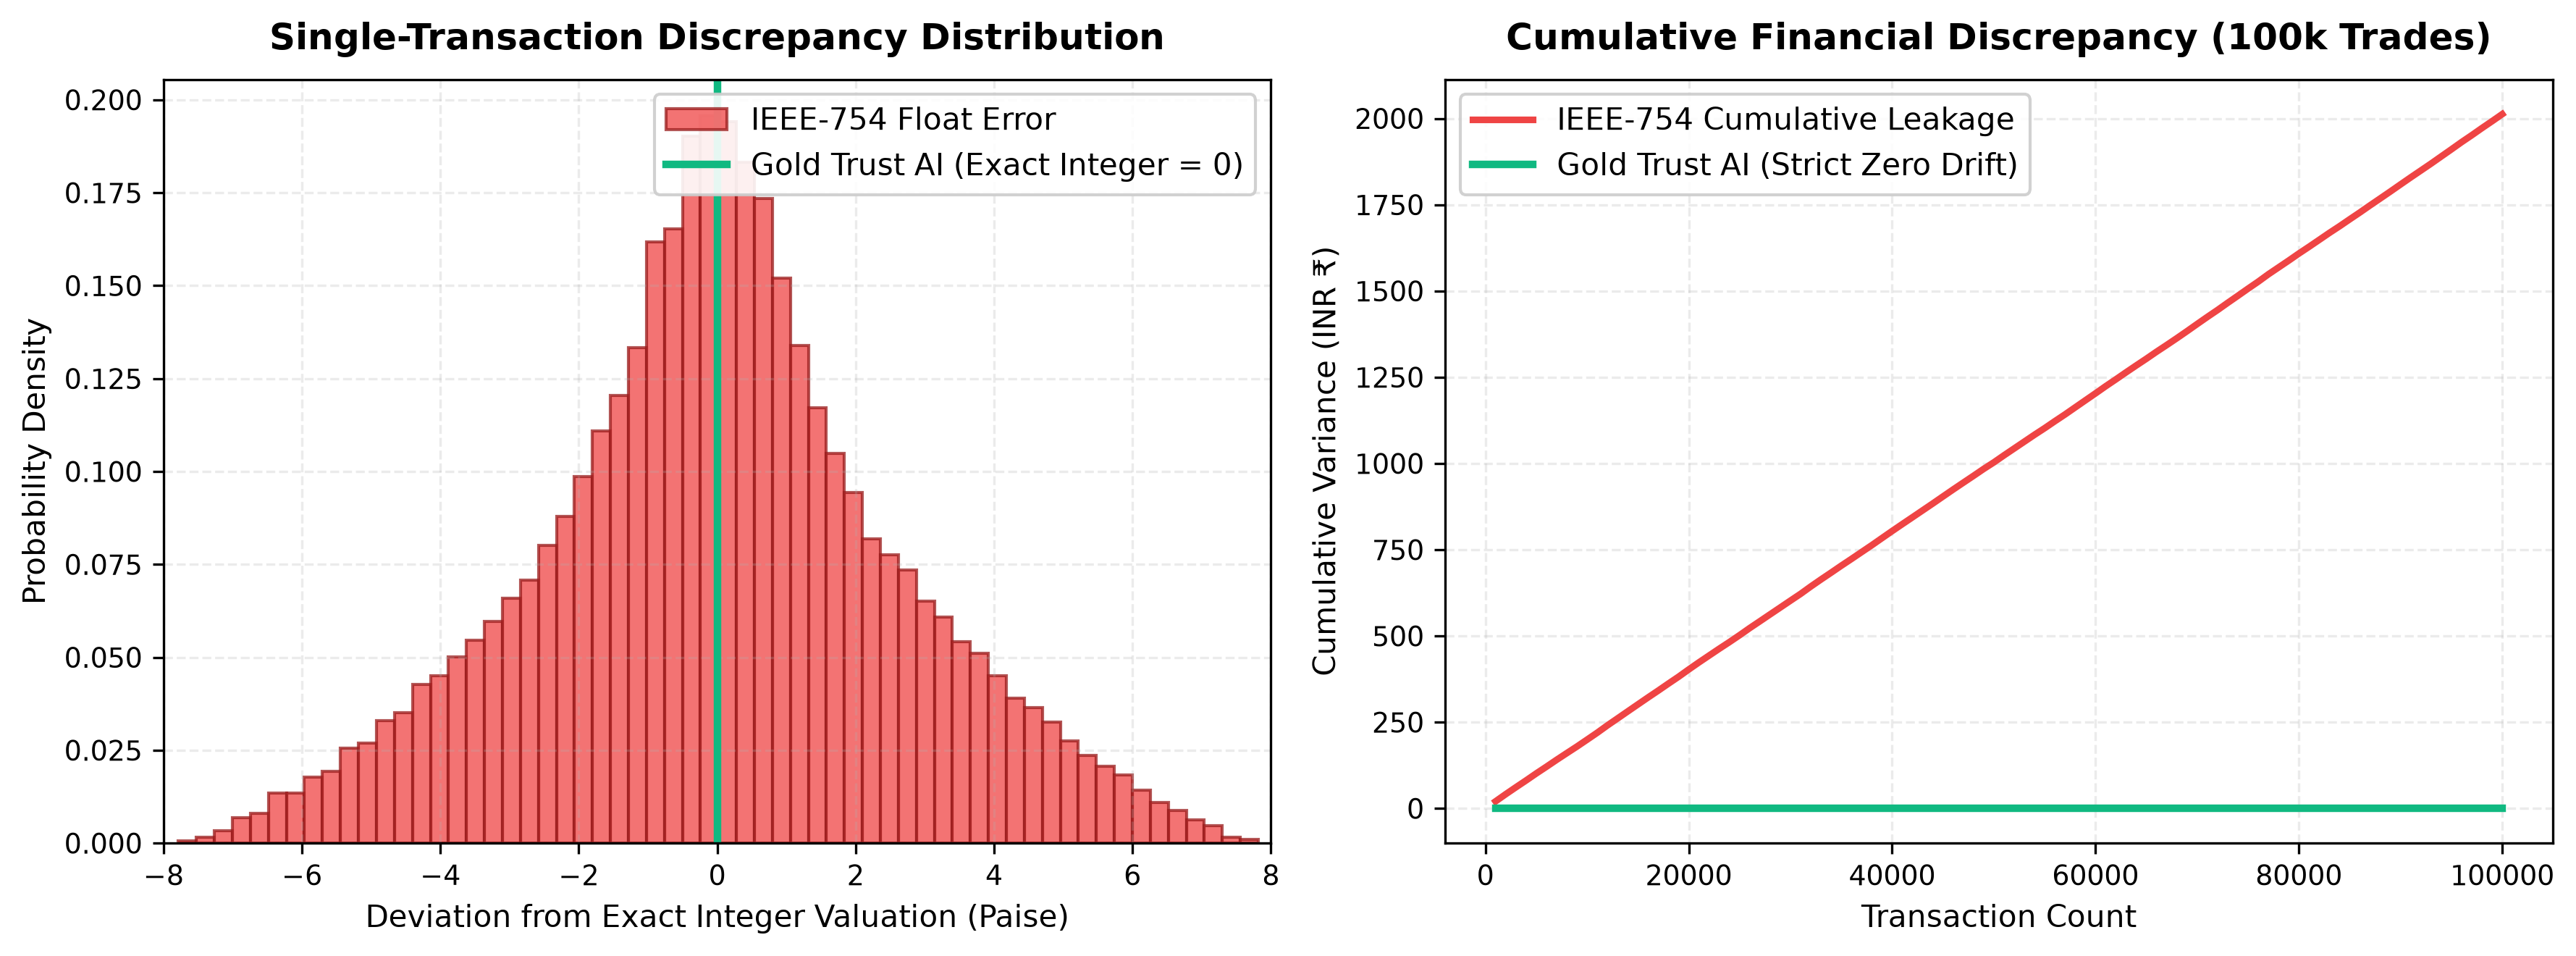 Single-Transaction Discrepancy Distribution
IEEE-754 Float Error
Gold Trust AI (Exact Integer = 0)
Probability Density
0.200
0.175
0.150
0.125
0.100
0.075
0.050
0.025
0.000
−8 −6 −4 −2 0 2 4 6 8
Deviation from Exact Integer Valuation (Paise)
Cumulative Financial Discrepancy (100k Trades)
IEEE-754 Cumulative Leakage
Gold Trust AI (Strict Zero Drift)
Cumulative Variance (INR ₹)
2000
1750
1500
1250
1000
750
500
250
0
0 20000 40000 60000 80000 100000
Transaction Count